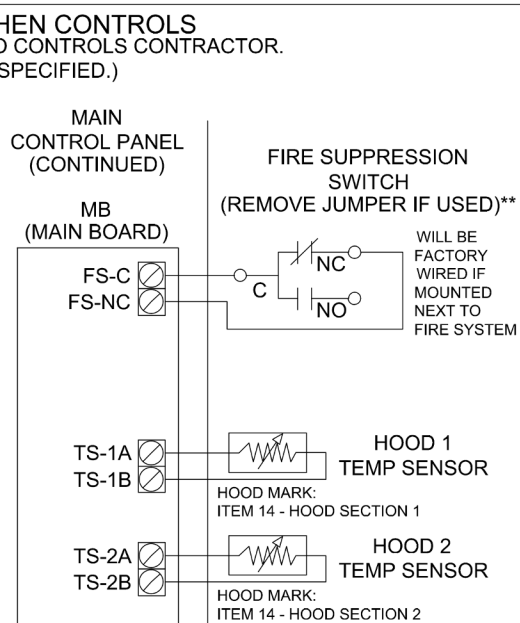 HEN CONTROLS
CONTROLS CONTRACTOR.
SPECIFIED.)
MAIN
CONTROL PANEL
(CONTINUED)
MB
(MAIN BOARD)
FIRE SUPPRESSION
SWITCH
(REMOVE JUMPER IF USED)**
FS-C
FS-NC
C
NC
NO
WILL BE
FACTORY
WIRED IF
MOUNTED
NEXT TO
FIRE SYSTEM
TS-1A
TS-1B
HOOD 1
TEMP SENSOR
HOOD MARK:
ITEM 14 - HOOD SECTION 1
TS-2A
TS-2B
HOOD 2
TEMP SENSOR
HOOD MARK:
ITEM 14 - HOOD SECTION 2